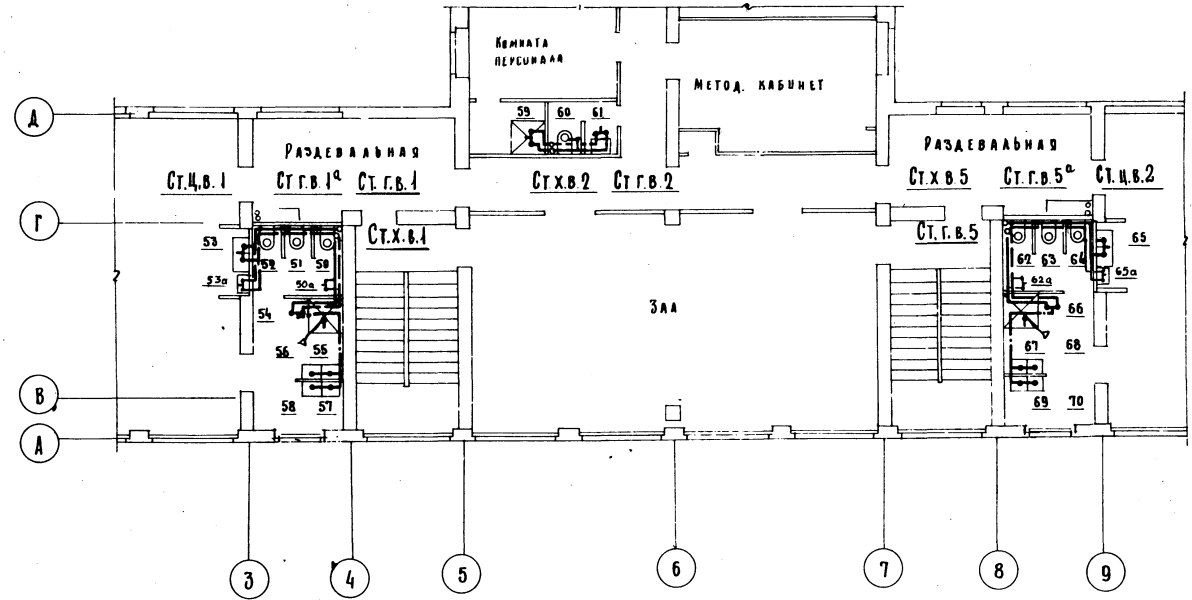 Комната
персонала
Метод. кабинет
Д
59 60 61
Раздевальная
Раздевальная
Ст.ц.в.1 Ст г.в.1а Ст. г.в.1 Ст х.в.2 Ст г.в.2 Ст х в.5 Ст. г.в.5а Ст. ц.в.2
Г
Ст.х.в.1
Ст. г.в.5
53 52 51 50
62 63 64 65
53а 50а
62а 65а
54
Зал
66
56 55
67 68
В
58 57
69 70
А
3 4 5 6 7 8 9